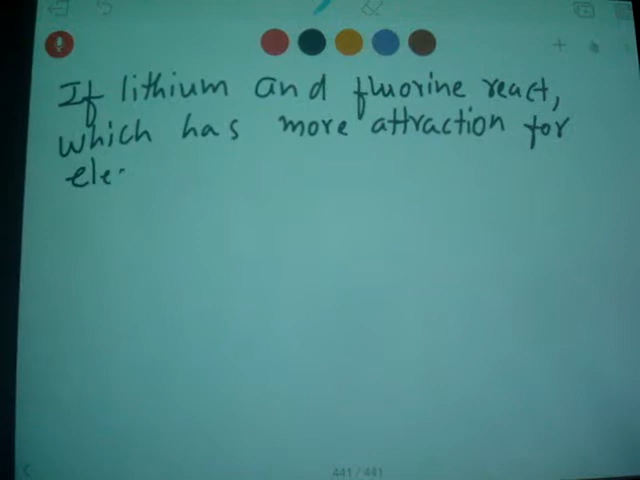 If lithium and fluorine react,
which has more attraction for
ele
441/441